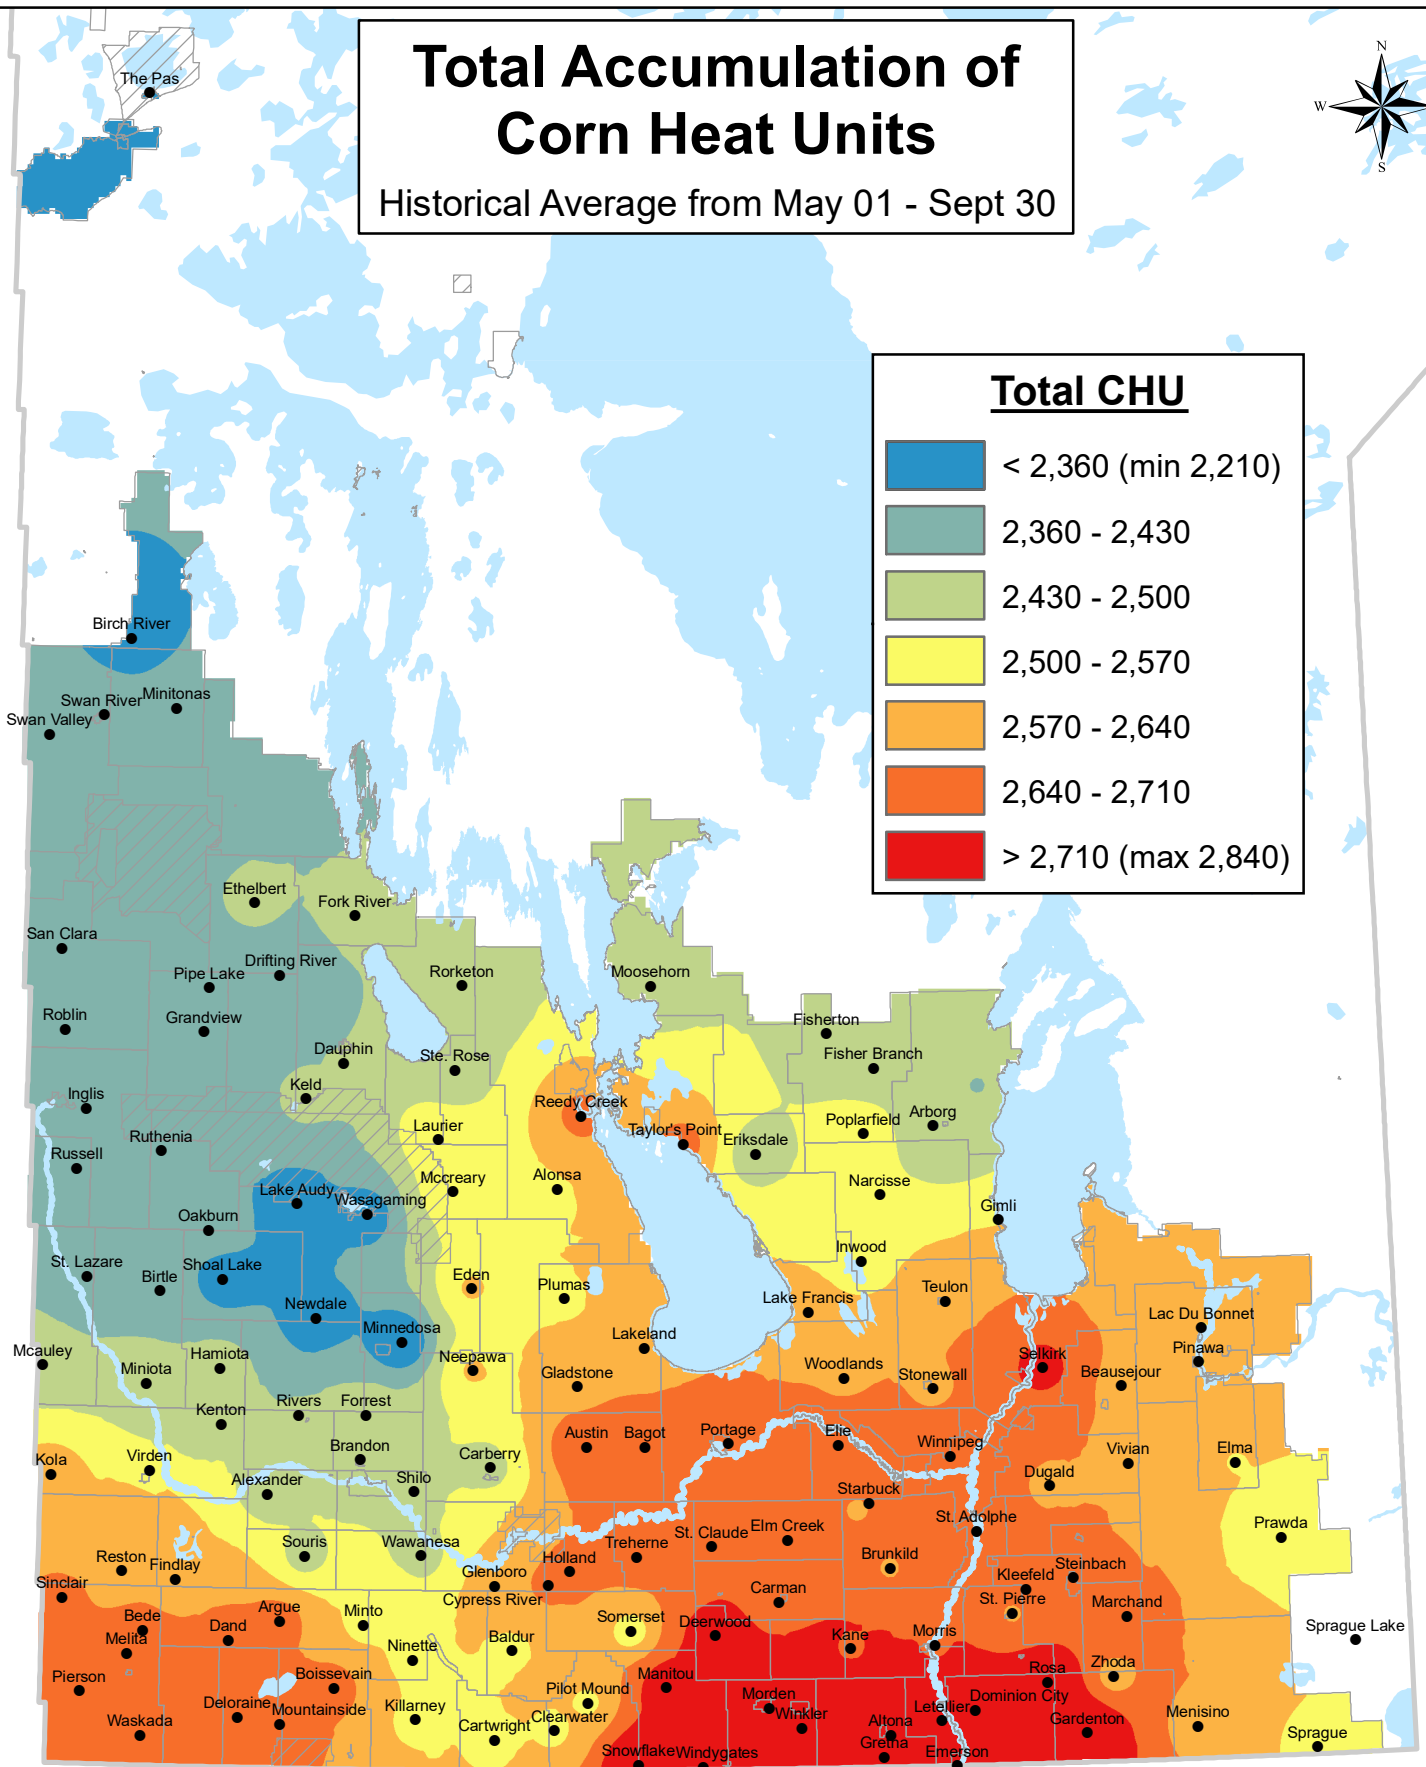 Total Accumulation of
Corn Heat Units
Historical Average from May 01 - Sept 30
N
W
S
Total CHU
< 2,360 (min 2,210)
2,360 - 2,430
2,430 - 2,500
2,500 - 2,570
2,570 - 2,640
2,640 - 2,710
> 2,710 (max 2,840)
The Pas
Birch River
Swan River
Minitonas
Swan Valley
Ethelbert
Fork River
San Clara
Drifting River
Pipe Lake
Rorketon
Moosehorn
Roblin
Grandview
Fisherton
Dauphin
Ste. Rose
Fisher Branch
Keld
Inglis
Reedy Creek
Arborg
Poplarfield
Laurier
Taylor's Point
Eriksdale
Ruthenia
Russell
Mccreary
Alonsa
Narcisse
Lake Audy
Wasagaming
Gimli
Oakburn
Inwood
St. Lazare
Shoal Lake
Birtle
Eden
Plumas
Teulon
Lake Francis
Newdale
Lac Du Bonnet
Minnedosa
Lakeland
Mcauley
Hamiota
Neepawa
Pinawa
Selkirk
Miniota
Gladstone
Woodlands
Stonewall
Beausejour
Rivers
Forrest
Kenton
Austin
Bagot
Portage
Elie
Winnipeg
Brandon
Carberry
Vivian
Elma
Kola
Virden
Alexander
Shilo
Dugald
Starbuck
St. Adolphe
Prawda
Souris
Wawanesa
St. Claude
Elm Creek
Treherne
Reston
Findlay
Holland
Brunkild
Steinbach
Glenboro
Kleefeld
Sinclair
Cypress River
Carman
St. Pierre
Marchand
Bede
Argue
Minto
Somerset
Deerwood
Dand
Sprague Lake
Melita
Ninette
Baldur
Kane
Morris
Pierson
Boissevain
Manitou
Rosa
Zhoda
Pilot Mound
Morden
Dominion City
Deloraine
Mountainside
Killarney
Letellier
Waskada
Cartwright
Clearwater
Winkler
Altona
Gardenton
Menisino
Gretna
Sprague
Snowflake
Windygates
Emerson